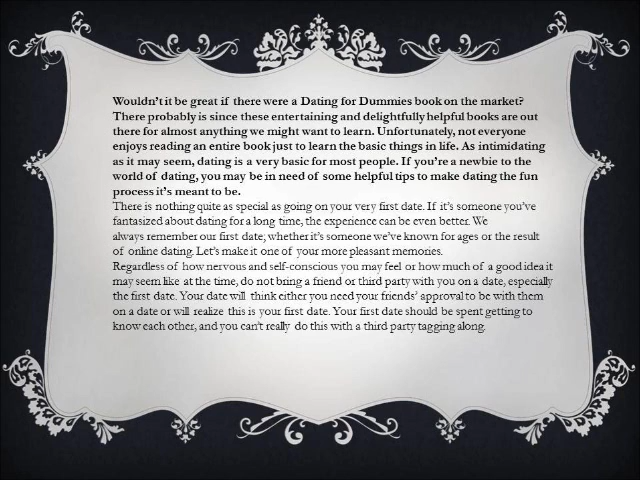 Wouldn't it be great if there were a Dating for Dummies book on the market?
There probably is since these entertaining and delightfully helpful books are out
there for almost anything we might want to learn. Unfortunately, not everyone
enjoys reading an entire book just to learn the basic things in life. As intimidating
as it may seem, dating is a very basic for most people. If you're a newbie to the
world of dating, you may be in need of some helpful tips to make dating the fun
process it's meant to be.
There is nothing quite as special as going on your very first date. If it's someone you've
fantasized about dating for a long time, the experience can be even better. We
always remember our first date; whether it's someone we've known for ages or the result
of online dating. Let's make it one of your more pleasant memories.
Regardless of how nervous and self-conscious you may feel or how much of a good idea it
may seem like at the time, do not bring a friend or third party with you on a date, especially
the first date. Your date will think either you need your friends' approval to be with them
on a date or will realize this is your first date. Your first date should be spent getting to
know each other, and you can't really do this with a third party tagging along.